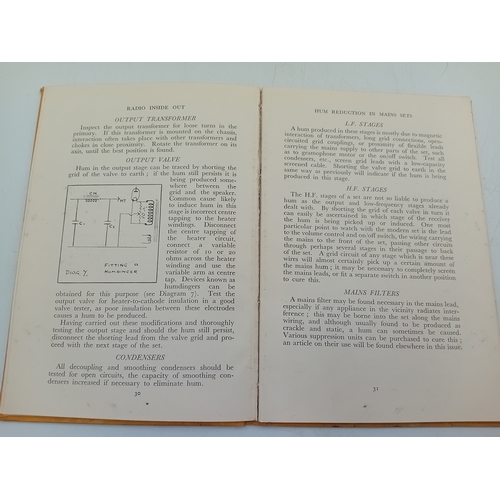 RADIO INSIDE OUT
OUTPUT TRANSFORMER
Inspect the output transformer for loose turns in the
primary. If this transformer is mounted on the chassis,
interaction often takes place with other transformers and
chokes in close proximity. Rotate the transformer on its
axis, until the best position is found.
OUTPUT VALVE
Hum in the output stage can be traced by shorting the
grid of the valve to earth; if the hum still persists it is
being produced some-
where between the
grid and the speaker.
Common cause likely
to induce hum in this
stage is incorrect centre
tap to the heater
windings. Disconnect
the centre tapping of
the heater circuit,
connect a variable
resistor of 10 or 20
ohms across the heater
winding and use the
variable arm as centre
tap. Devices known as
humdingers can be
FITTING A
HUMDINGER
DIAG 7.
obtained for this purpose (see Diagram 7). Test the
output valve for heater-to-cathode insulation in a good
valve tester, as poor insulation between these electrodes
causes a hum to be produced.
Having carried out these modifications and thoroughly
testing the output stage and should the hum still persist,
disconnect the shorting lead from the valve grid and pro-
ceed with the next stage of the set.
CONDENSERS
All decoupling and smoothing condensers should be
tested for open circuits, the capacity of smoothing con-
densers increased if necessary to eliminate hum.
30
HUM REDUCTION IN MAINS SETS
L.F. STAGES
A hum produced in these stages is mostly due to magnetic
interaction of transformers, long grid connections, open-
circuited grid couplings, or proximity of flexible leads
carrying the mains supply to other parts of the set, such
as to gramophone motor or the on/off switch. Test all
condensers, etc., screen grid leads with a low-capacity
screened cable. Shorting the valve grid to earth in the
same way as previously will indicate if the hum is being
produced in this stage.
H.F. STAGES
The H.F. stages of a set are not so liable to produce a
hum as the output and low-frequency stages already
dealt with. By shorting the grid of each valve in turn it
can easily be ascertained in which stage of the receiver
the hum is being picked up or induced. One most
particular point to watch with the modern set is the lead
to the volume control and on/off switch, the wiring carrying
the mains to the front of the set, passing other circuits
through perhaps several stages in their passage to back
of the set. A grid circuit of any stage which is near these
wires will almost certainly pick up a certain amount of
the mains hum; it may be necessary to completely screen
the mains leads, or fit a separate switch in another position
to cure this.
MAINS FILTERS
A mains filter may be found necessary in the mains lead,
especially if any appliance in the vicinity radiates inter-
ference; this may be borne into the set along the mains
wiring, and although usually found to be produced as
crackle and static, a hum can sometimes be caused.
Various suppression units can be purchased to cure this;
an article on their use will be found elsewhere in this issue.
31